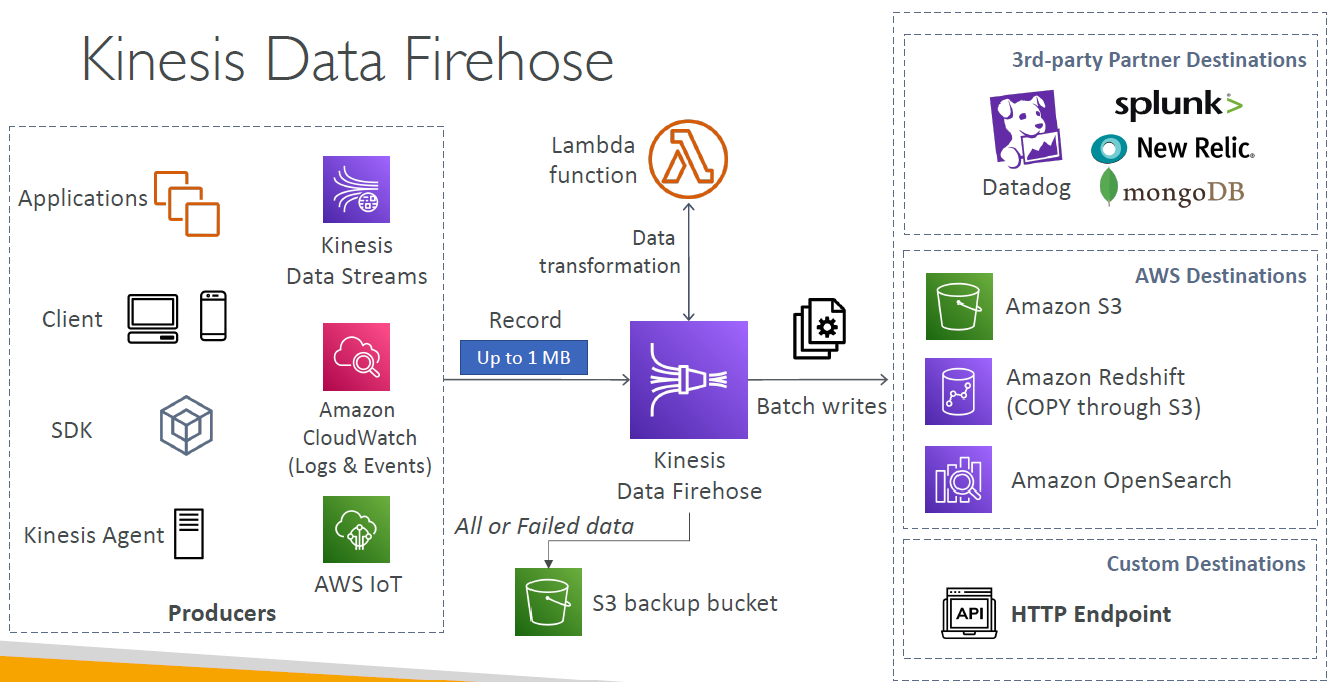 Kinesis Data Firehose
Applications
Kinesis
Data Streams
Client
Amazon
CloudWatch
(Logs & Events)
SDK
Kinesis Agent
AWS IoT
Producers
Record
Up to 1 MB
Lambda
function
Data
transformation
Kinesis
Data Firehose
All or Failed data
S3 backup bucket
Batch writes
3rd-party Partner Destinations
Datadog
splunk>
New Relic®
mongoDB
AWS Destinations
Amazon S3
Amazon Redshift
(COPY through S3)
Amazon OpenSearch
Custom Destinations
API
HTTP Endpoint